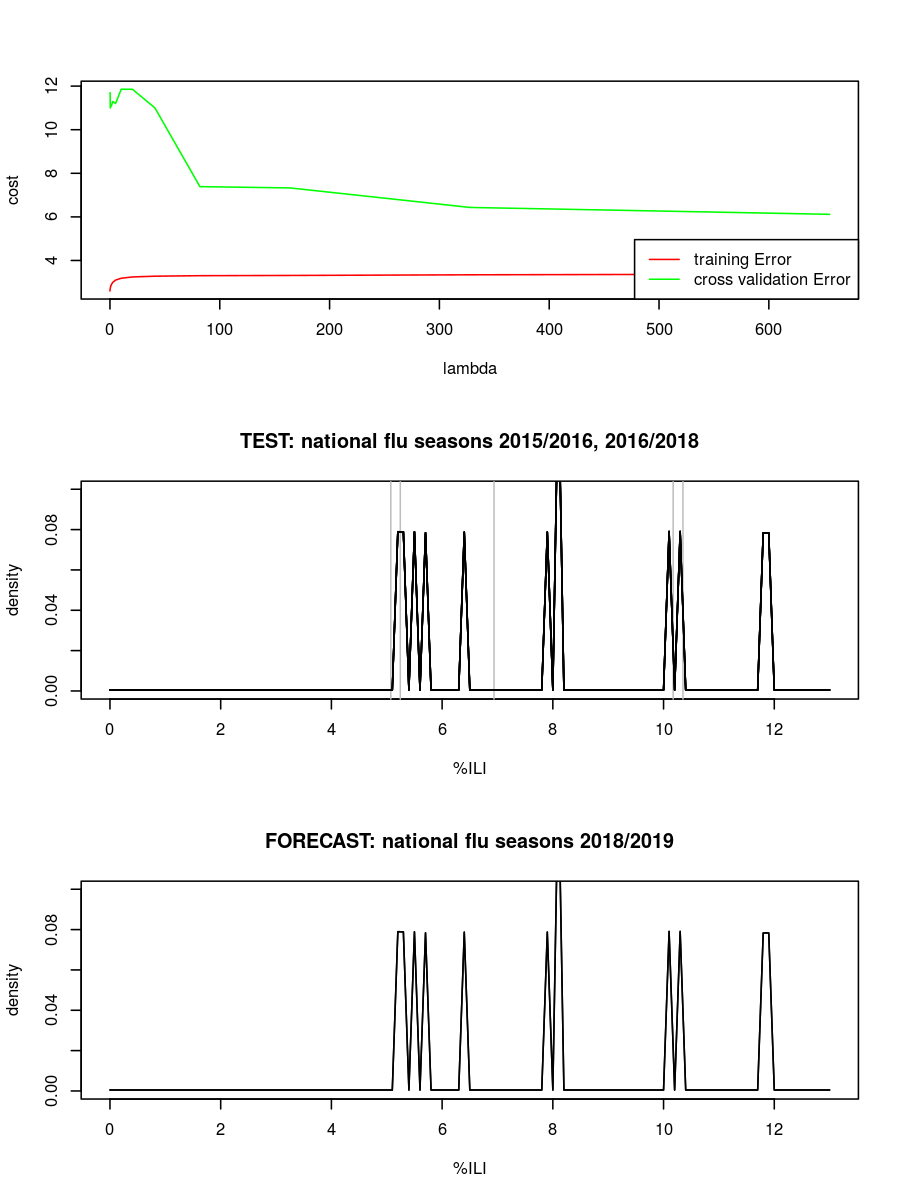 12
10
8
6
4
cost
training Error
cross validation Error
0 100 200 300 400 500 600
lambda
TEST: national flu seasons 2015/2016, 2016/2018
0.08
0.04
0.00
density
0 2 4 6 8 10 12
%ILI
FORECAST: national flu seasons 2018/2019
0.08
0.04
0.00
density
0 2 4 6 8 10 12
%ILI